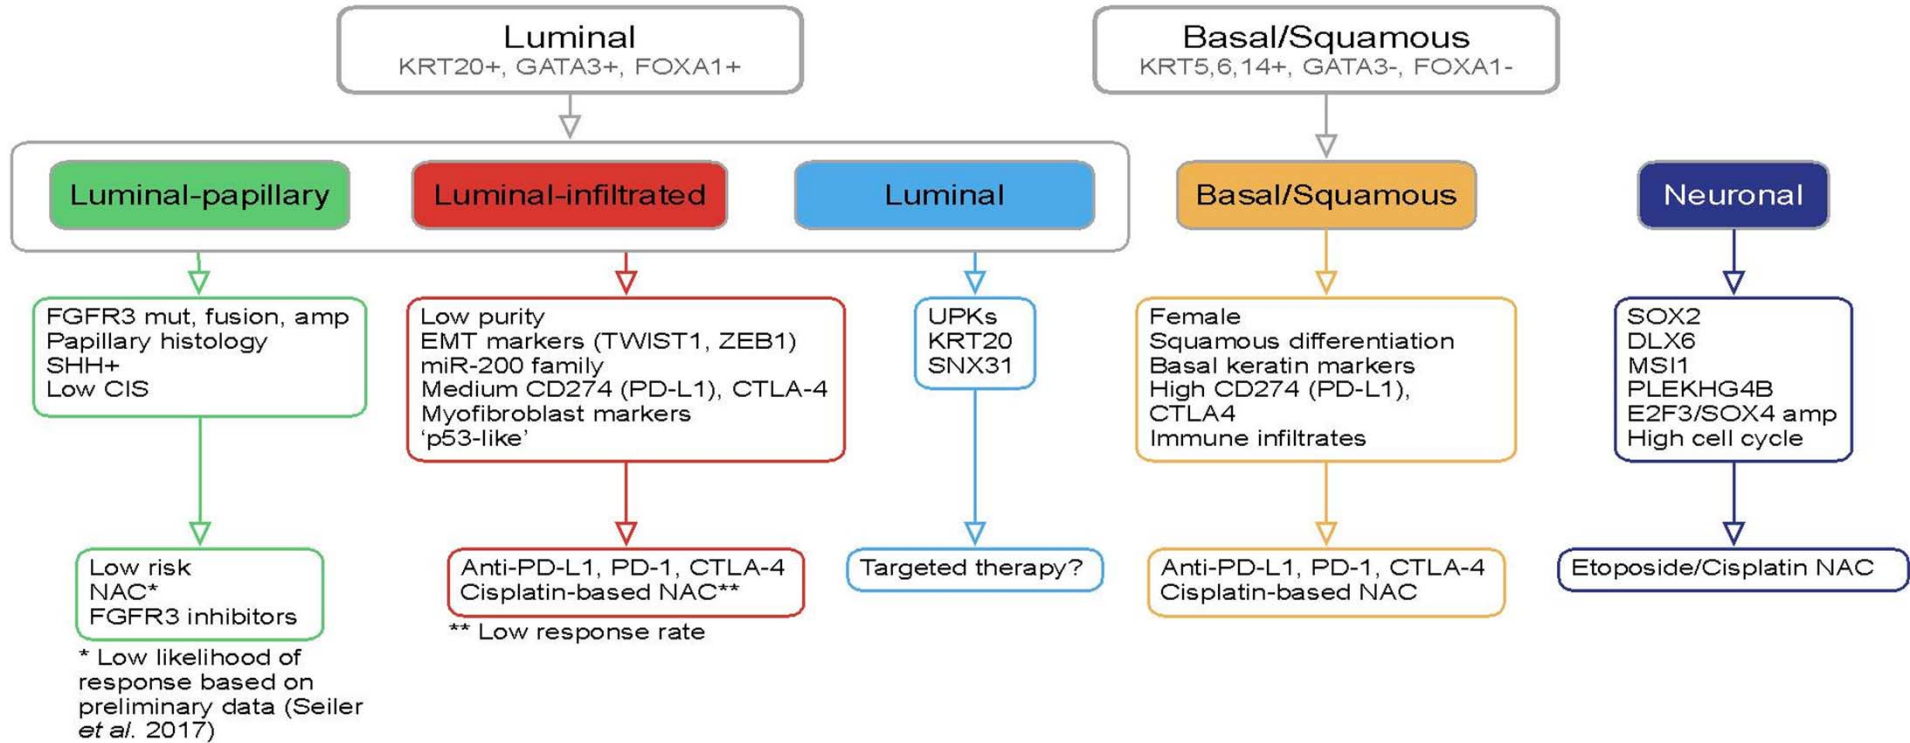 Luminal
KRT20+, GATA3+, FOXA1+
Basal/Squamous
KRT5,6,14+, GATA3-, FOXA1-
Luminal-papillary
Luminal-infiltrated
Luminal
Basal/Squamous
Neuronal
FGFR3 mut, fusion, amp
Papillary histology
SHH+
Low CIS
Low purity
EMT markers (TWIST1, ZEB1)
miR-200 family
Medium CD274 (PD-L1), CTLA-4
Myofibroblast markers
‘p53-like’
UPKs
KRT20
SNX31
Female
Squamous differentiation
Basal keratin markers
High CD274 (PD-L1),
CTLA4
Immune infiltrates
SOX2
DLX6
MSI1
PLEKHG4B
E2F3/SOX4 amp
High cell cycle
Low risk
NAC*
FGFR3 inhibitors
* Low likelihood of
response based on
preliminary data (Seiler
et al. 2017)
Anti-PD-L1, PD-1, CTLA-4
Cisplatin-based NAC**
** Low response rate
Targeted therapy?
Anti-PD-L1, PD-1, CTLA-4
Cisplatin-based NAC
Etoposide/Cisplatin NAC